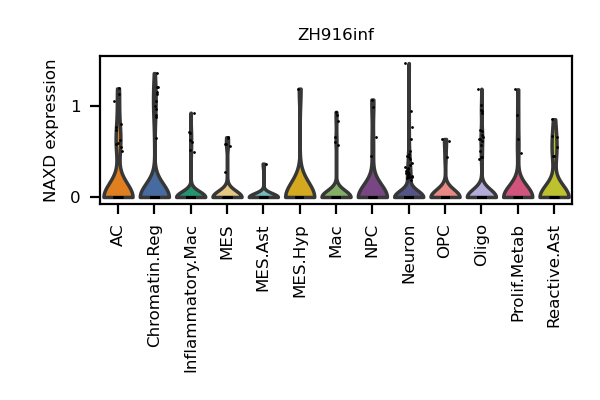 ZH916inf
NAXD expression
1
0
AC
Chromatin.Reg
Inflammatory.Mac
MES
MES.Ast
MES.Hyp
Mac
NPC
Neuron
OPC
Oligo
Prolif.Metab
Reactive.Ast